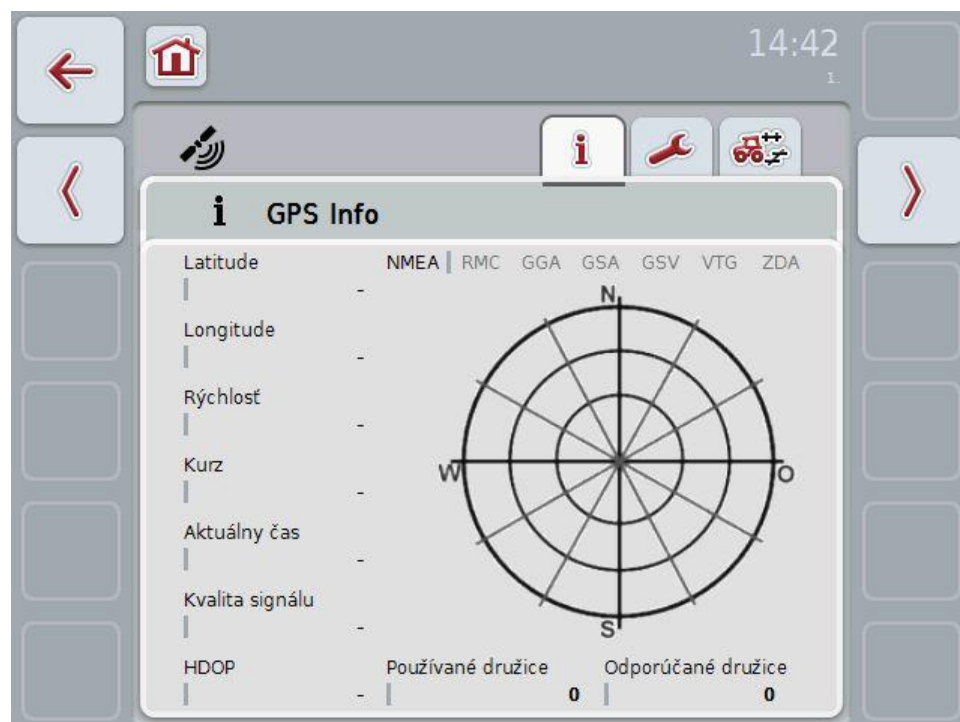 14:42
1.
i
i GPS Info
Latitude
-
NMEA RMC GGA GSA GSV VTG ZDA
N
Longitude
-
Rýchlosť
-
Kurz
-
W
O
Aktuálny čas
-
Kvalita signálu
-
S
HDOP
-
Používané družice
0
Odporúčané družice
0